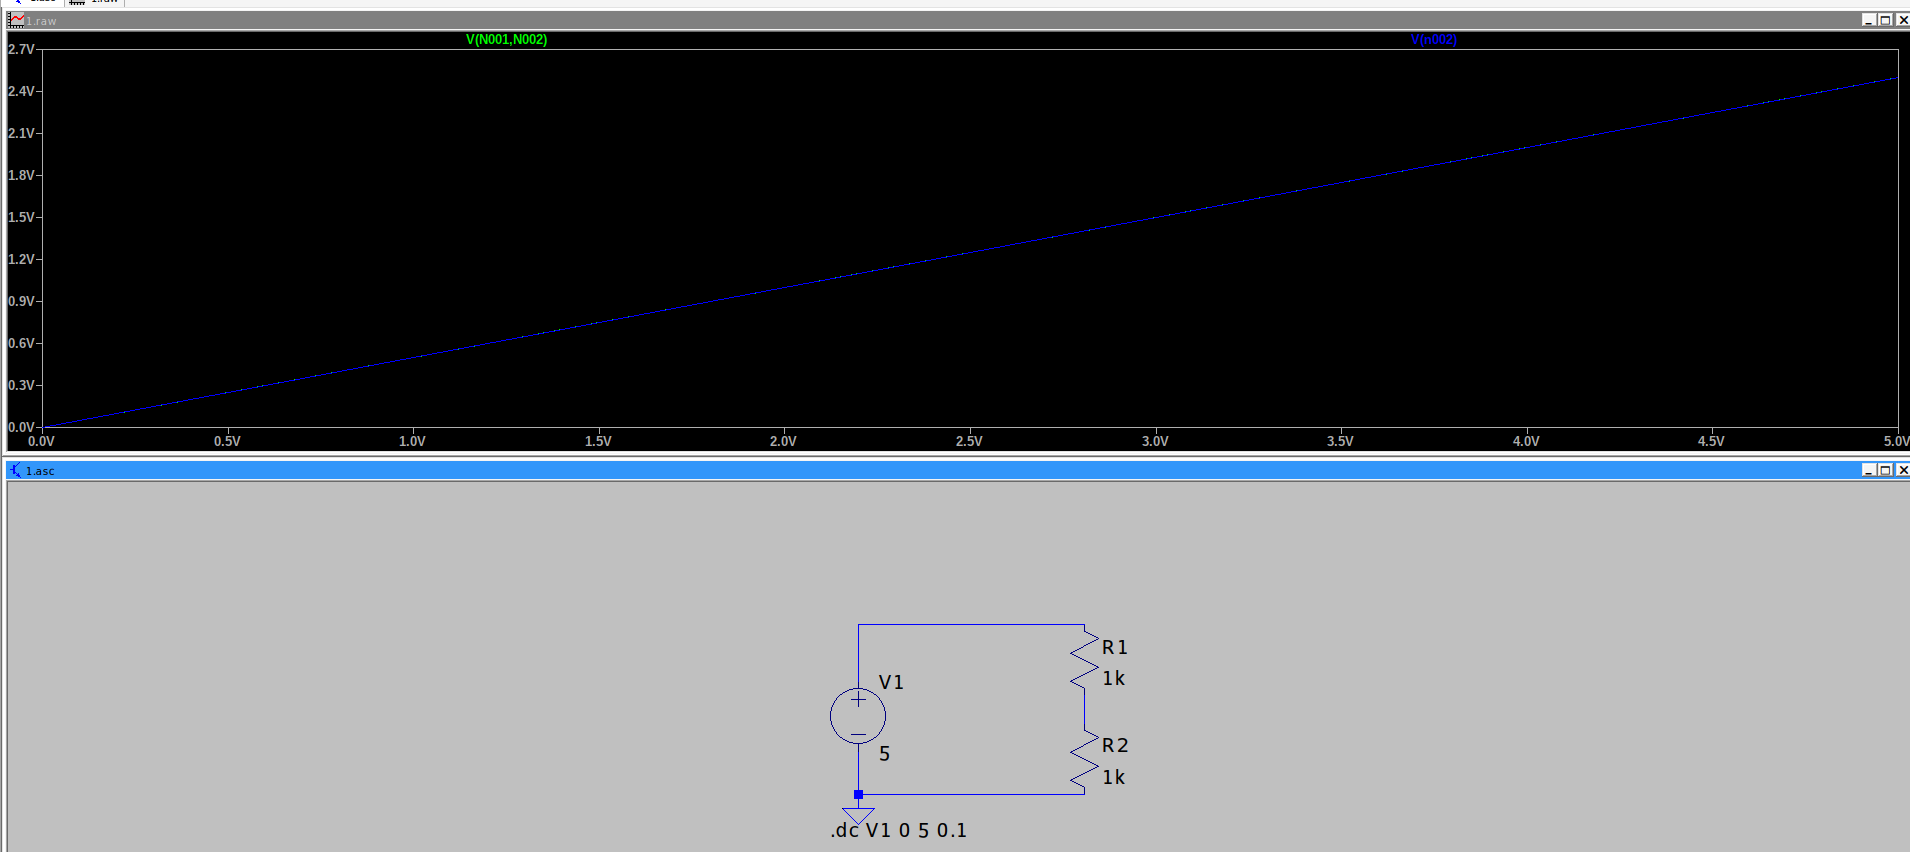 1.raw
V(N001,N002) V(n002)
2.7V
2.4V
2.1V
1.8V
1.5V
1.2V
0.9V
0.6V
0.3V
0.0V
0.0V 0.5V 1.0V 1.5V 2.0V 2.5V 3.0V 3.5V 4.0V 4.5V 5.0V
1.asc
R1
1k
V1
R2
5
1k
.dc V1 0 5 0.1